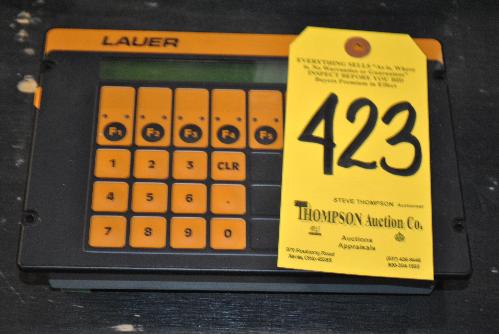 LAUER
EVERYTHING SELLS "As is, Where
is, No Warranties or Guarantees"
INSPECT BEFORE YOU BID
Buyers Premium in Effect
423
F1 F2 F3 F4 F5
1 2 3 CLR
4 5 6 .
7 8 9 0
STEVE THOMPSON Auctioneer
THOMPSON Auction Co.
Auctions
Appraisals
Ohio